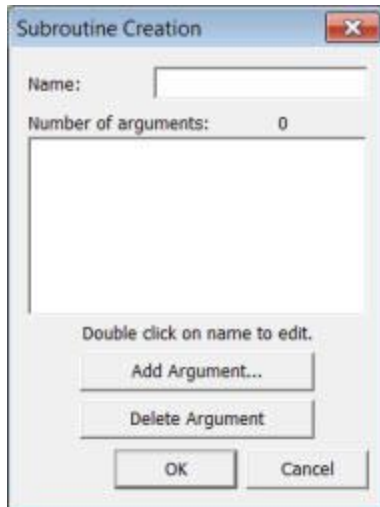 Subroutine Creation
Name:
Number of arguments: 0
Double click on name to edit.
Add Argument...
Delete Argument
OK Cancel